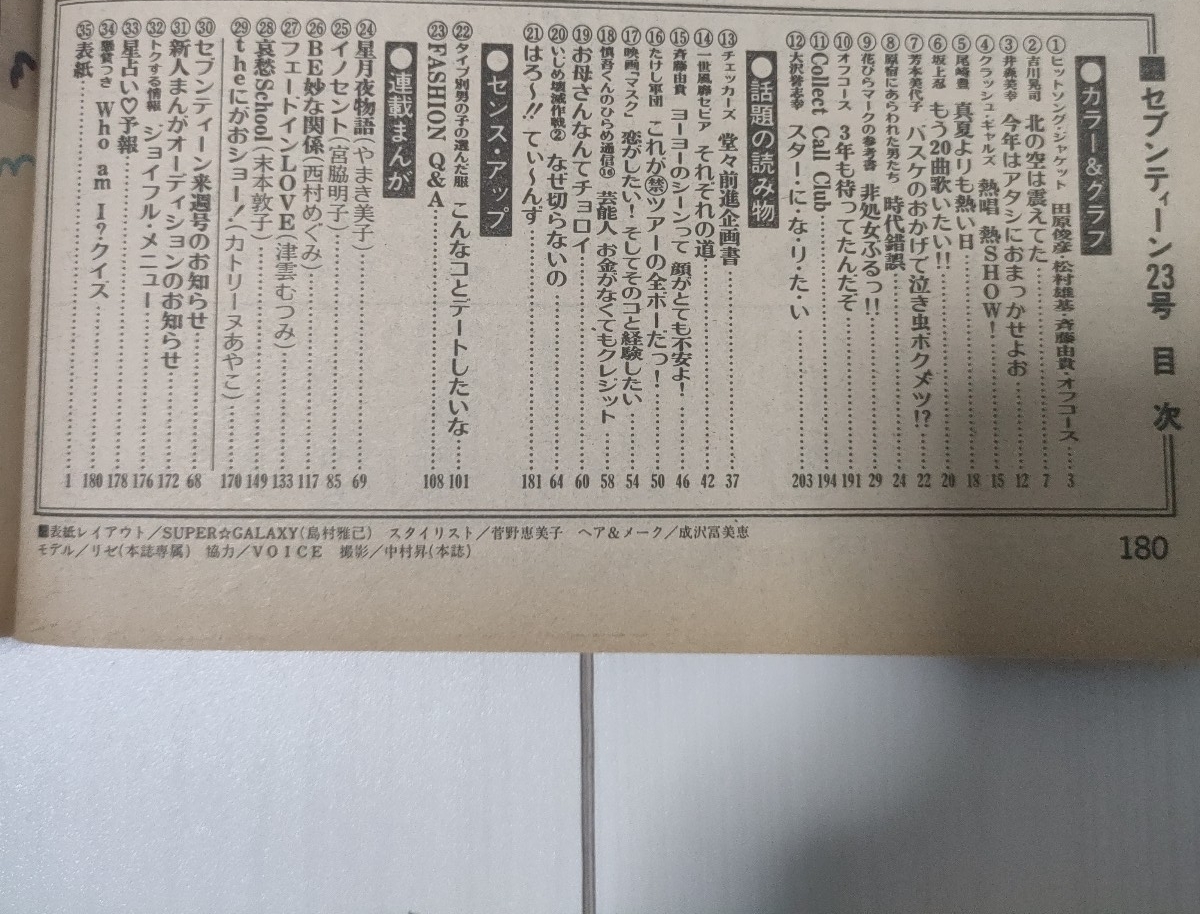 ■セブンティーン23号 目次
●カラー&グラフ
①ヒットソング・ジャケット 田原俊彦・松村雄基・斉藤由貴・オフコース……3
②吉川晃司 北の空は震えてた……7
③井森美幸 今年はアタシにおまっかせよお……12
④クラッシュ・ギャルズ 熱唱 熱SHOW!……15
⑤尾崎豊 真夏よりも熱い日……18
⑥坂上忍 もう20曲歌いたい!!……20
⑦芳本美代子 バスケのおかげで泣き虫ボクメッ!?……22
⑧原宿にあらわれた男たち、時代錯誤……24
⑨花ひらマークの参考書 非処女ぶるっ!!……29
⑩オフコース 3年も待ってたんだぞ……191
⑪Collect Call Club……194
⑫大沢誉志幸 スター・に・な・り・た・い……203
●話題の読み物
⑬チェッカーズ 堂々前進企画書……37
⑭一世風靡セピア それぞれの道……42
⑮斉藤由貴 ヨーヨーのシーンって 顔がとても不安よ!……46
⑯たけし軍団 これが㊙ツアーの全ボーだっ!……50
⑰映画『マスク』 恋がしたい!そしてそのコと経験したい……54
⑱慎吾くんのひらめ通信⑯ 芸能人 お金がなくてもクレジット……58
⑲お母さんなんてチョロイ……60
⑳いじめ壊滅作戦② なぜ切らないの……64
㉑はろ〜!! てぃ〜んず……181
●センス・アップ
㉒タイプ別男の子の選んだ服 こんなコとデートしたいな……101
㉓FASHION Q&A……108
●連載まんが
㉔星月夜物語(やまき美子)……69
㉕イノセント(宮脇明子)……85
㉖BE妙な関係(西村めぐみ)……117
㉗フェードインLOVE(津雲むつみ)……133
㉘哀愁School(末本敦子)……149
㉙theにがおショー!(カトリーヌあやこ)……170
㉚セブンティーン来週号のお知らせ……68
㉛新人まんがオーディションのお知らせ……172
㉜トクする情報 ジョイフル・メニュー……176
㉝星占い♡予報……178
㉞懸賞つき Who am I?・クイズ……180
㉟表紙……1
■表紙レイアウト/SUPER☆GALAXY(島村雅己) スタイリスト/菅野恵美子 ヘア&メーク/成沢冨美恵
モデル/リセ(本誌専属) 協力/VOICE 撮影/中村昇(本誌)
180